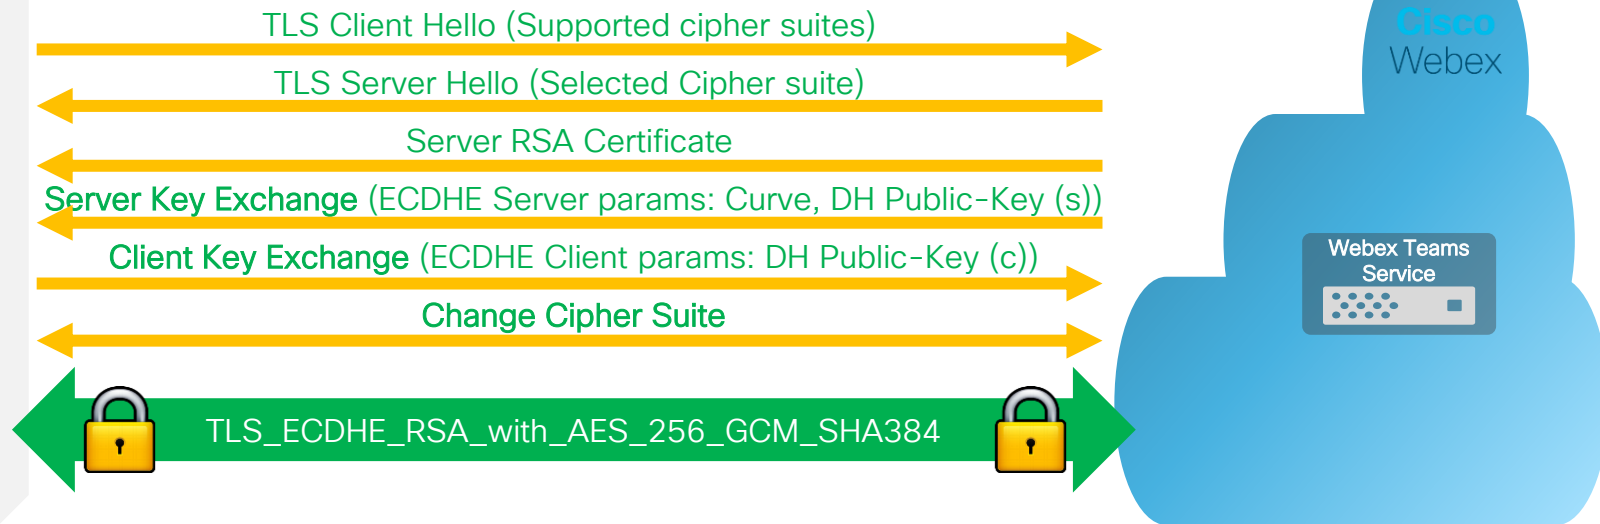 TLS Client Hello (Supported cipher suites)
TLS Server Hello (Selected Cipher suite)
Server RSA Certificate
Server Key Exchange (ECDHE Server params: Curve, DH Public-Key (s))
Client Key Exchange (ECDHE Client params: DH Public-Key (c))
Change Cipher Suite
TLS_ECDHE_RSA_with_AES_256_GCM_SHA384
Cisco
Webex
Webex Teams
Service